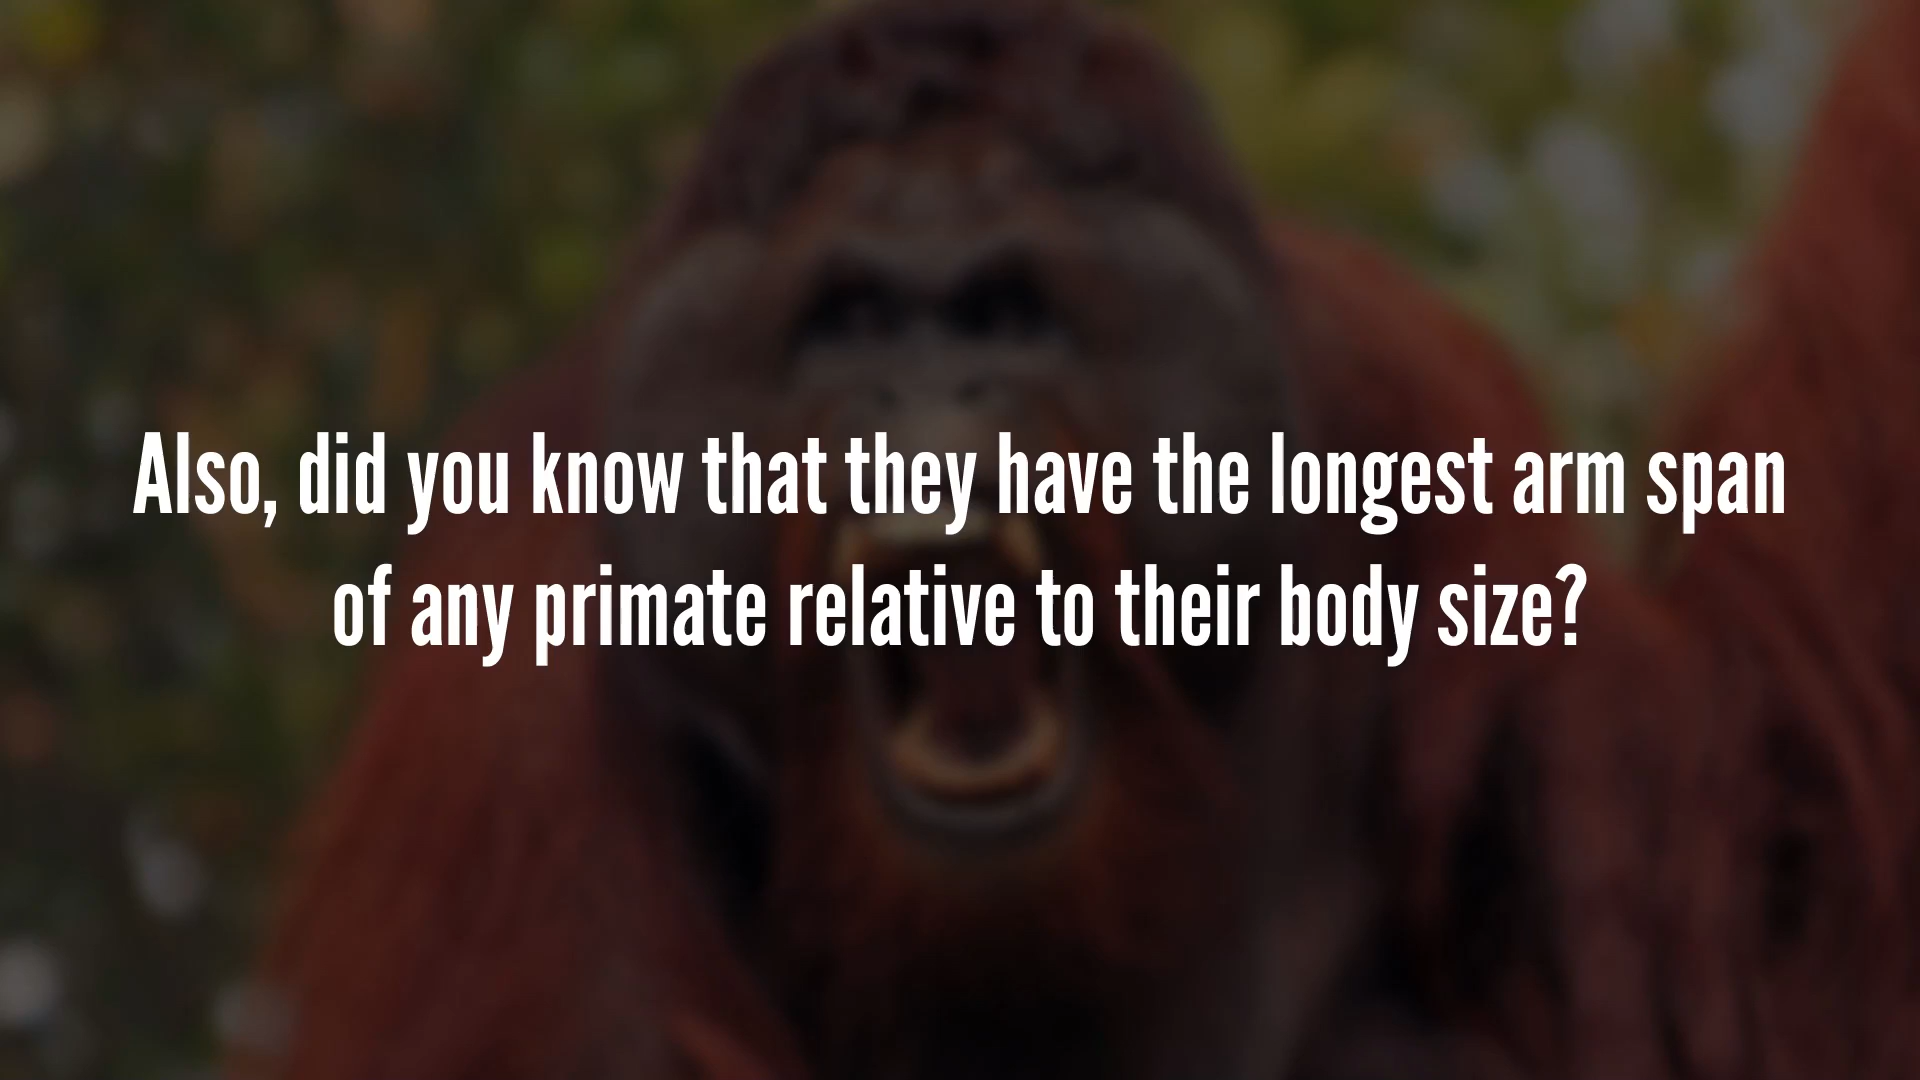 Also, did you know that they have the longest arm span
of any primate relative to their body size?